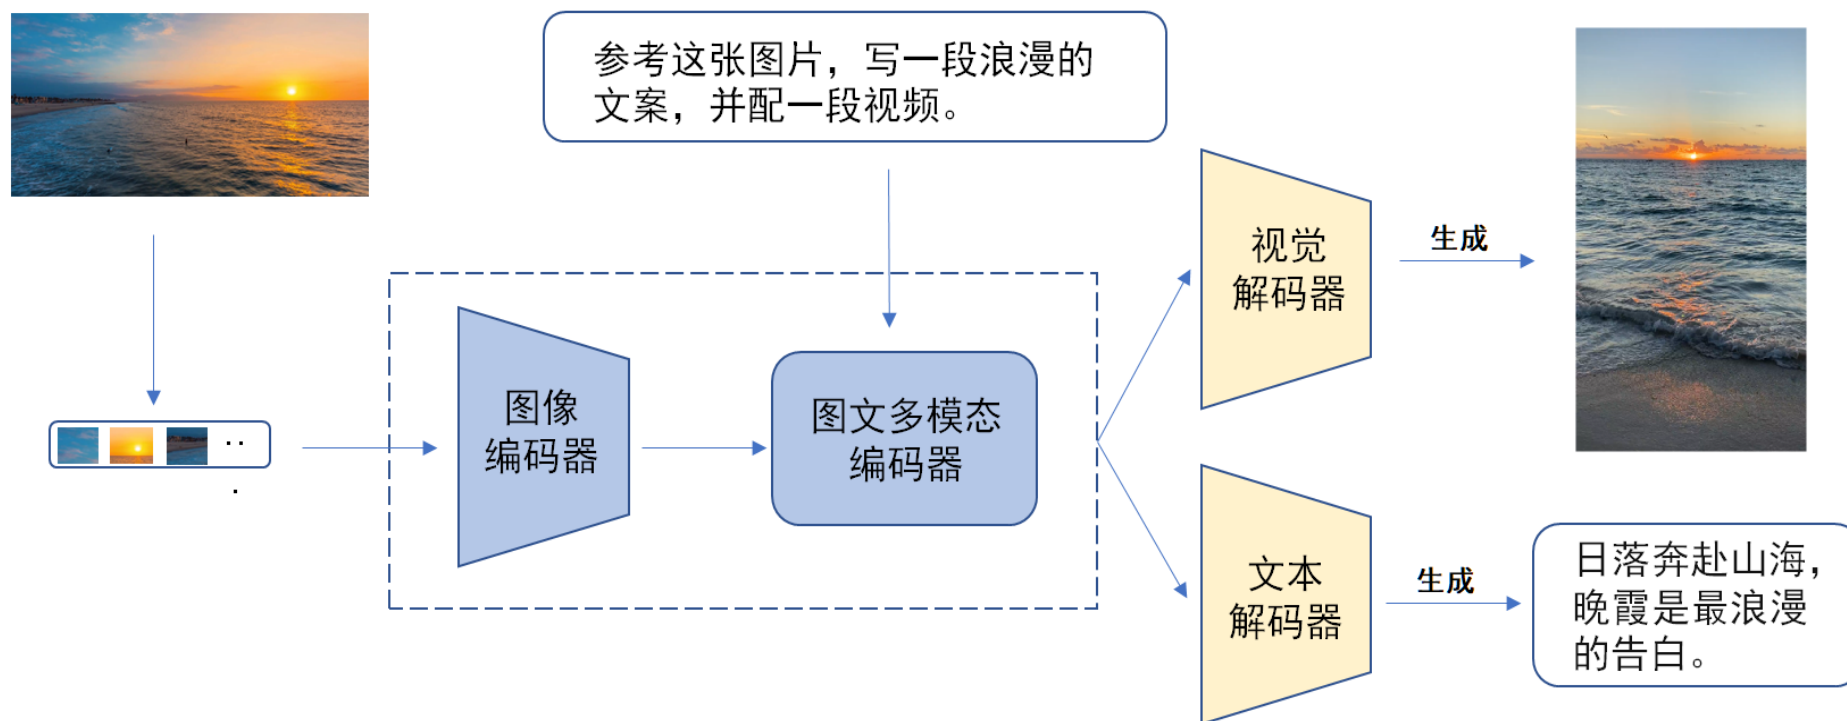 参考这张图片，写一段浪漫的
文案，并配一段视频。
视觉
解码器
生成
图像
编码器
图文多模态
编码器
文本
解码器
生成
日落奔赴山海，
晚霞是最浪漫
的告白。